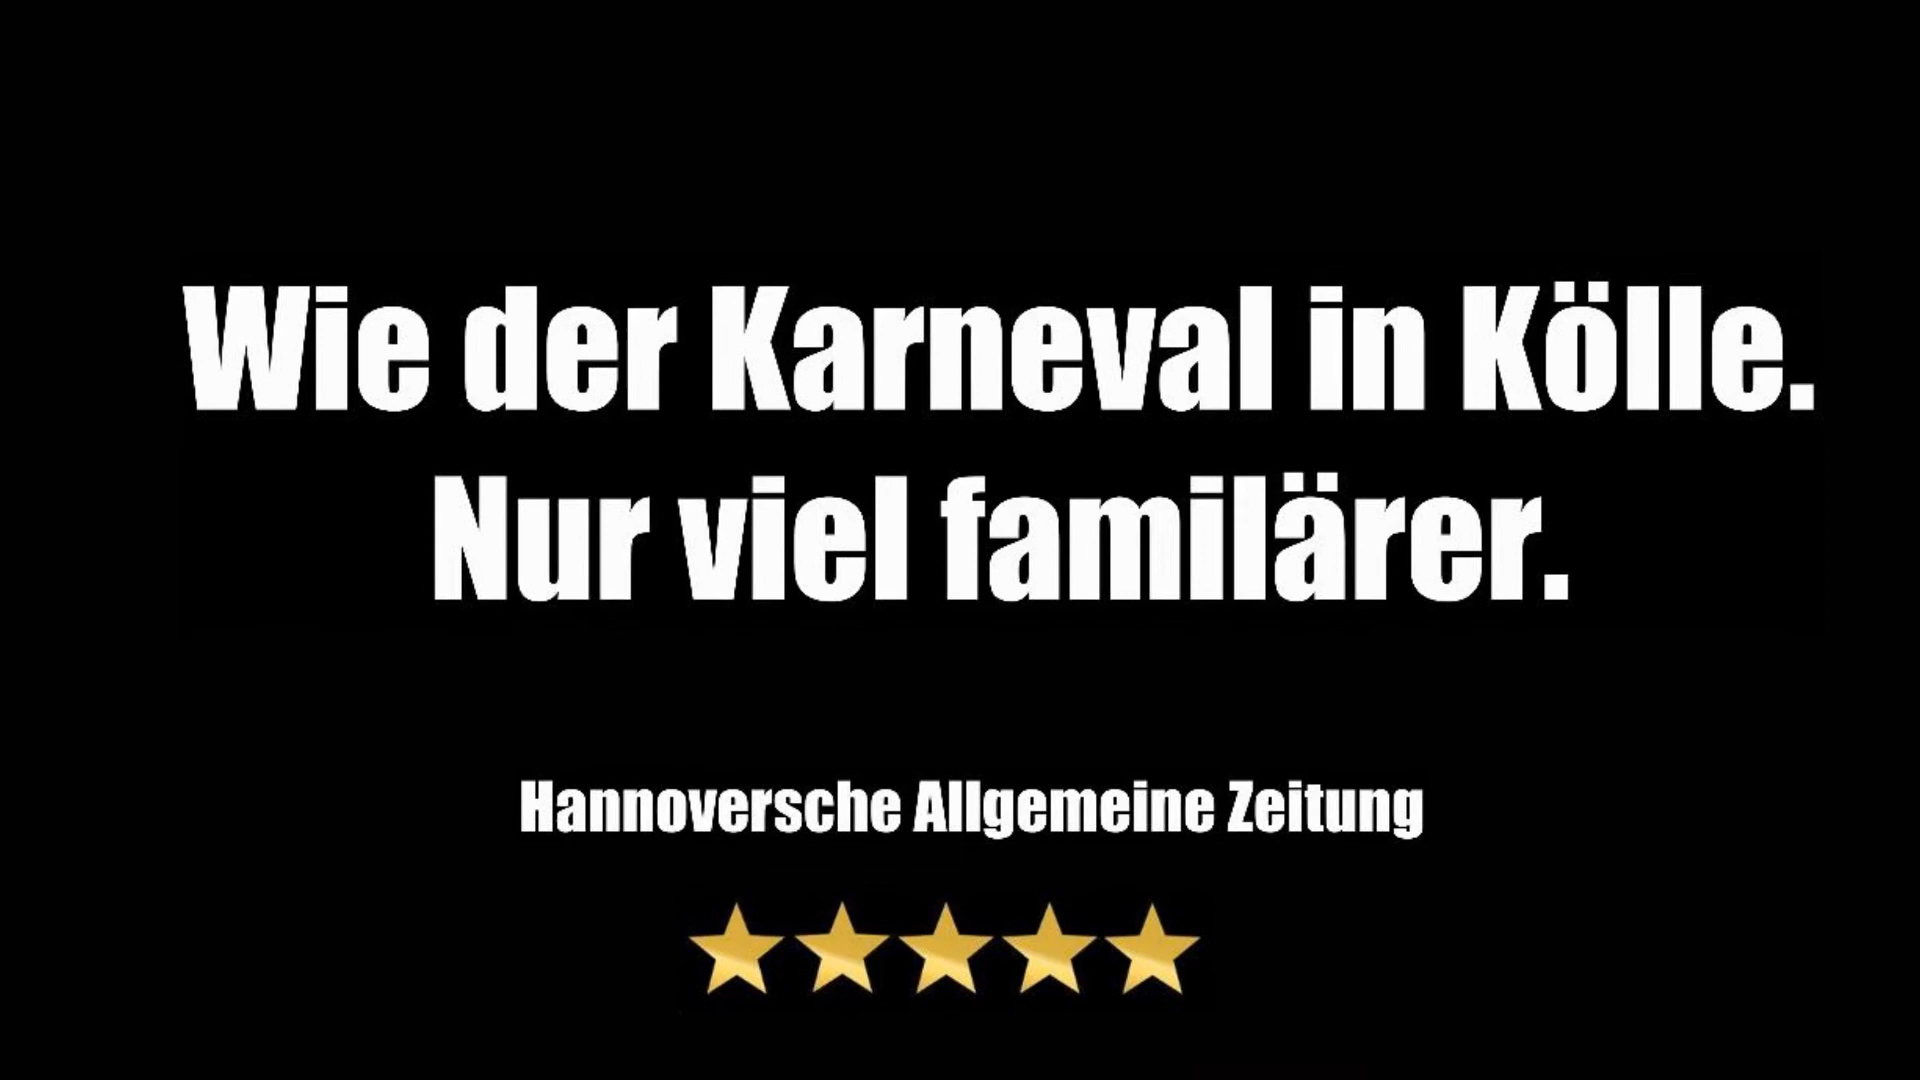 Wie der Karneval in Kölle.
Nur viel familärer.
Hannoversche Allgemeine Zeitung